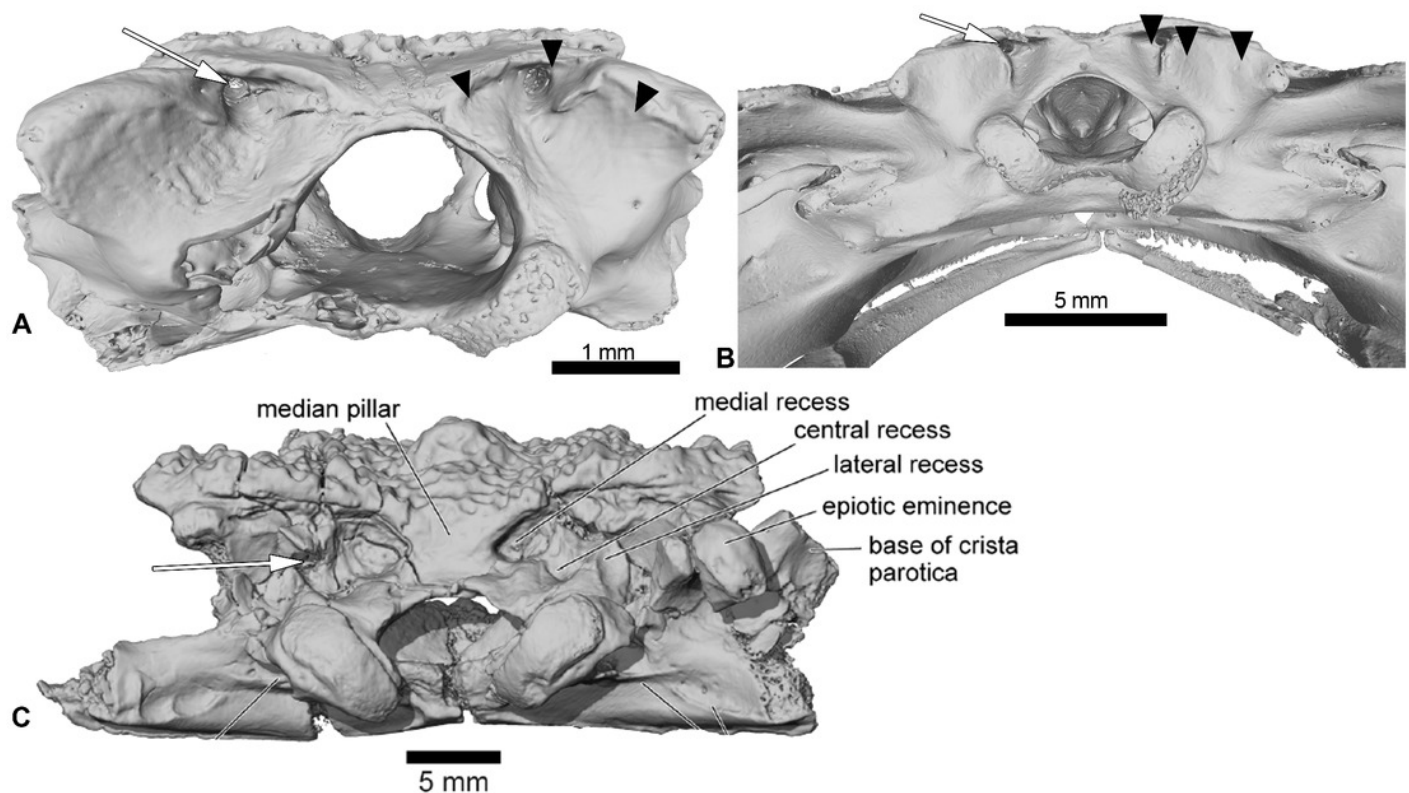 A
1 mm
B
5 mm
median pillar
medial recess
central recess
lateral recess
epiotic eminence
base of crista
parotica
C
5 mm